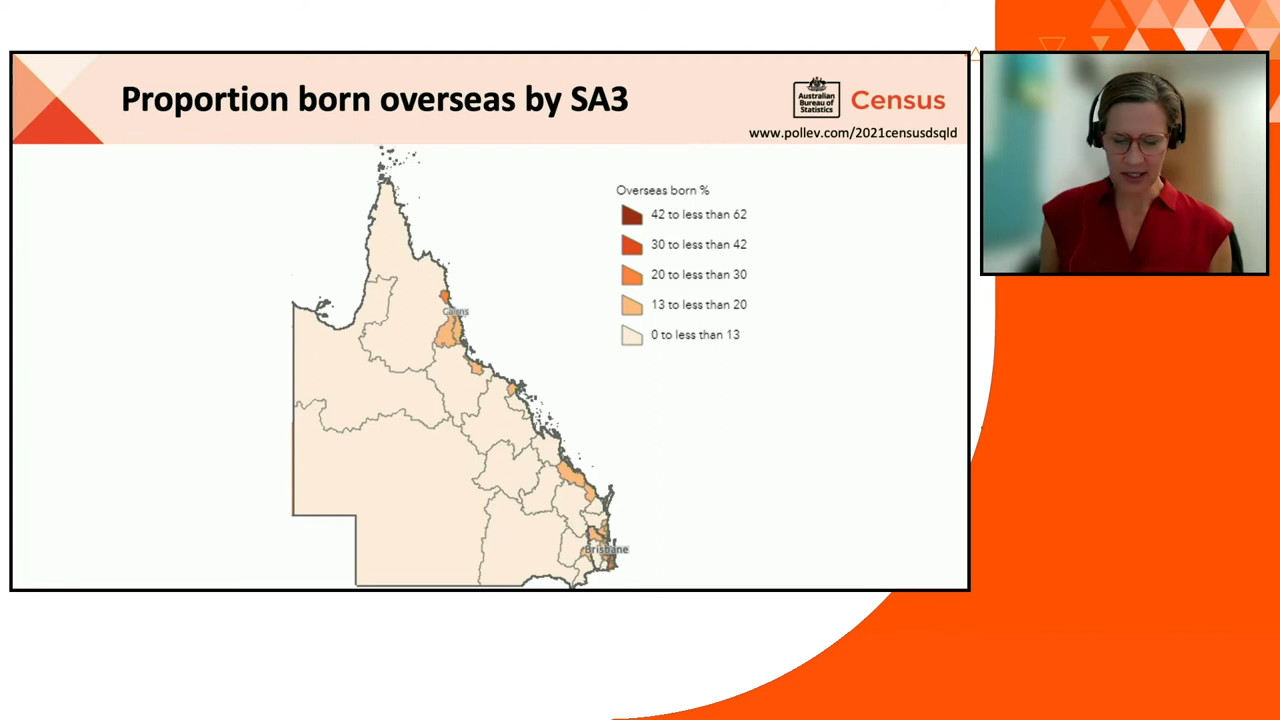 Proportion born overseas by SA3
Australian
Bureau of
Statistics
Census
www.pollev.com/2021censusdsqld
Overseas born %
42 to less than 62
30 to less than 42
20 to less than 30
13 to less than 20
0 to less than 13
Cairns
Brisbane